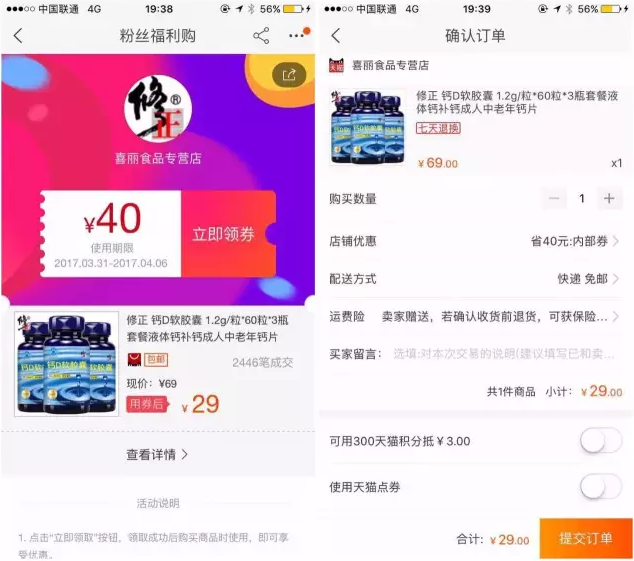 中国联通 4G 19:38 56%
粉丝福利购
修正®
喜丽食品专营店
¥40
使用期限
2017.03.31-2017.04.06
立即领券
修正
钙D软胶囊
修正 钙D软胶囊 1.2g/粒*60粒*3瓶
套餐液体钙补钙成人中老年钙片
包邮
2446笔成交
现价: ¥69
用券后 ¥29
查看详情
活动说明
1. 点击“立即领取”按钮，领取成功后购买商品时使用，即可享
受优惠。
中国联通 4G 19:39 56%
确认订单
天猫 喜丽食品专营店
钙D软胶囊
修正 钙D软胶囊 1.2g/粒*60粒*3瓶套餐液
体钙补钙成人中老年钙片
七天退换
¥69.00 x1
购买数量 1
店铺优惠 省40元:内部券
配送方式 快递 免邮
运费险 卖家赠送，若确认收货前退货，可获保险...
买家留言: 选填:对本次交易的说明(建议填写已和卖...
共1件商品 小计: ¥29.00
可用300天猫积分抵￥3.00
使用天猫点券
合计: ¥29.00 提交订单